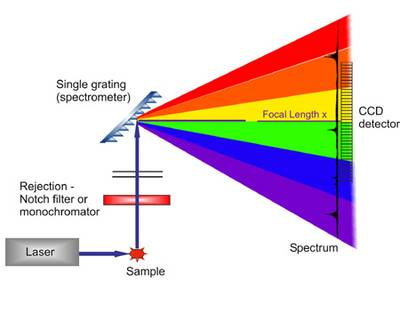 Single grating
(spectrometer)
Focal Length x
CCD
detector
Rejection -
Notch filter or
monochromator
Laser
Sample
Spectrum